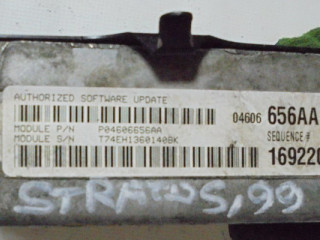 AUTHORIZED SOFTWARE UPDATE
04606 656AA
MODULE P/N P04606656AA
MODULE S/N T74EH1360140BK
SEQUENCE #
169220
STRATUS,99